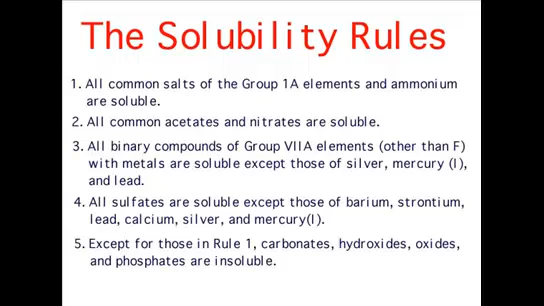 The Solubility Rules
1. All common salts of the Group 1A elements and ammonium
are soluble.
2. All common acetates and nitrates are soluble.
3. All binary compounds of Group VIIA elements (other than F)
with metals are soluble except those of silver, mercury (I),
and lead.
4. All sulfates are soluble except those of barium, strontium,
lead, calcium, silver, and mercury(I).
5. Except for those in Rule 1, carbonates, hydroxides, oxides,
and phosphates are insoluble.